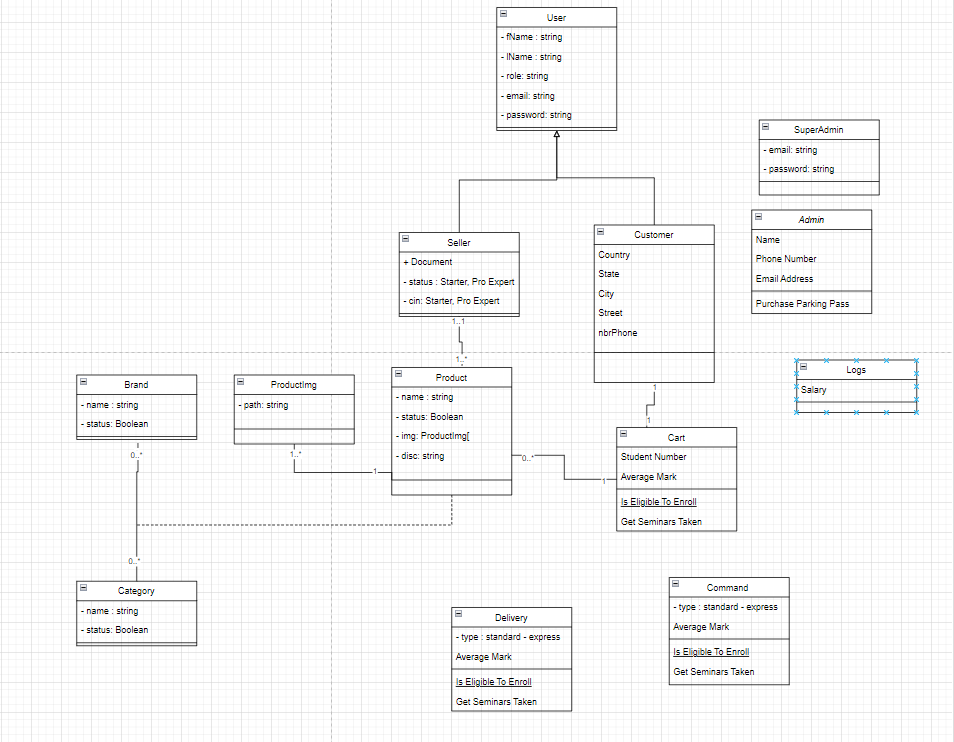 User
- fName : string
- lName : string
- role: string
- email: string
- password: string
SuperAdmin
- email: string
- password: string
Admin
Name
Phone Number
Email Address
Purchase Parking Pass
Seller
+ Document
- status : Starter, Pro Expert
- cin: Starter, Pro Expert
1..1
1..*
Customer
Country
State
City
Street
nbrPhone
1
1
Logs
Salary
Brand
- name : string
- status: Boolean
0..*
ProductImg
- path: string
1..*
1
Product
- name : string
- status: Boolean
- img: ProductImg[
- disc: string
0..*
1
Cart
Student Number
Average Mark
Is Eligible To Enroll
Get Seminars Taken
0..*
Category
- name : string
- status: Boolean
Delivery
- type : standard - express
Average Mark
Is Eligible To Enroll
Get Seminars Taken
Command
- type : standard - express
Average Mark
Is Eligible To Enroll
Get Seminars Taken